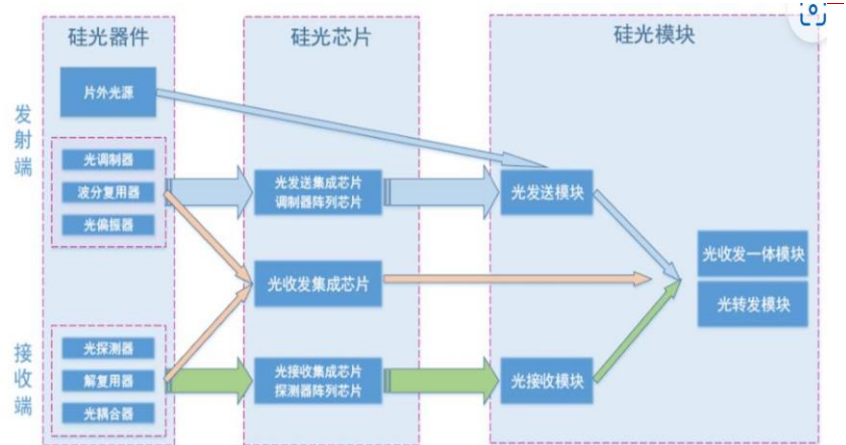 硅光器件
硅光芯片
硅光模块
发射端
片外光源
光调制器
波分复用器
光偏振器
光发送集成芯片
调制器阵列芯片
光发送模块
光收发集成芯片
光收发一体模块
光转发模块
接收端
光探测器
解复用器
光耦合器
光接收集成芯片
探测器阵列芯片
光接收模块